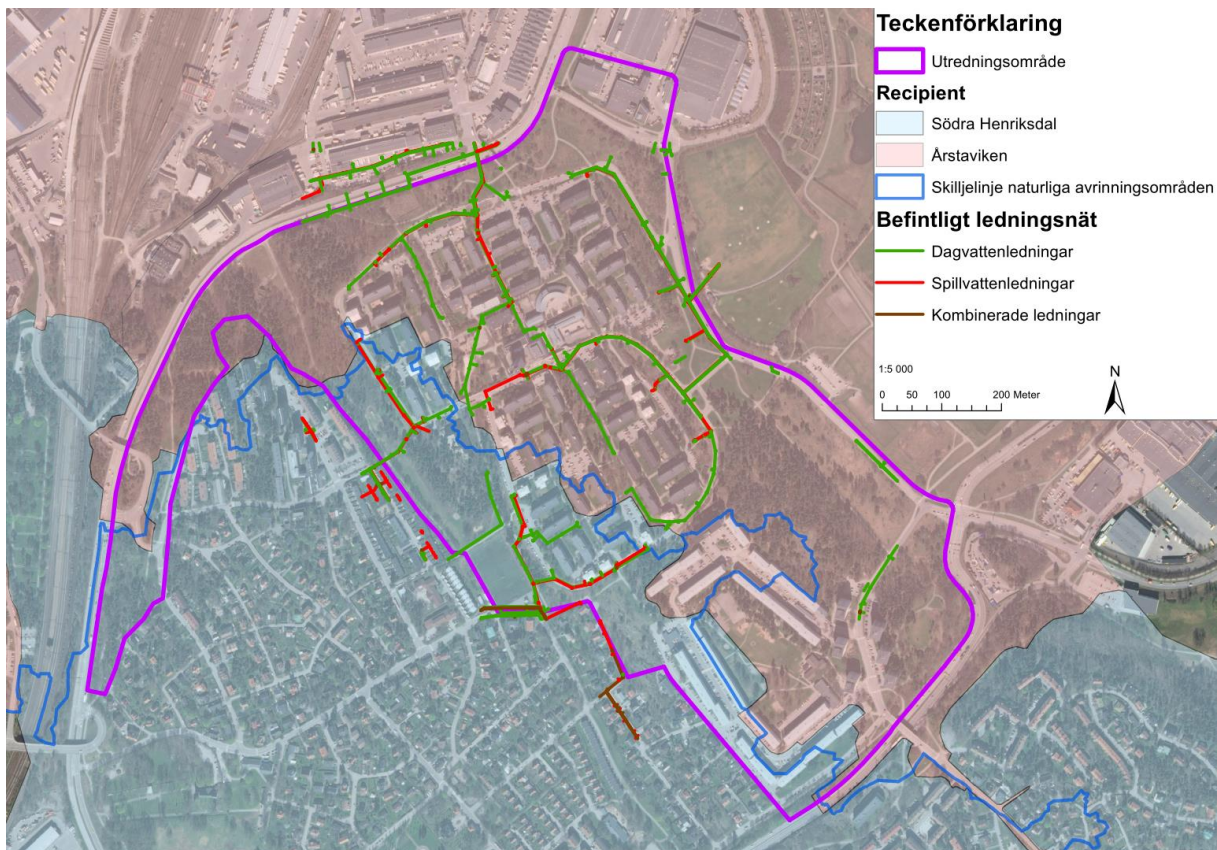 Teckenförklaring
Utredningsområde
Recipient
Södra Henriksdal
Årstaviken
Skilljelinje naturliga avrinningsområden
Befintligt ledningsnät
Dagvattenledningar
Spillvattenledningar
Kombinerade ledningar
1:5 000
N
0 50 100 200 Meter